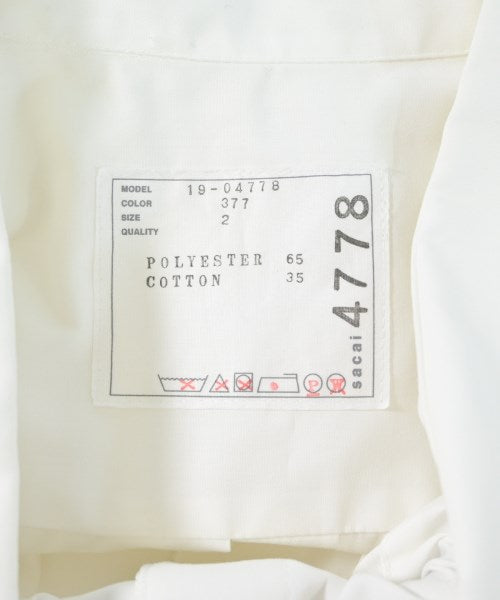 MODEL 19-04778
COLOR 377
SIZE 2
QUALITY
POLYESTER 65
COTTON 35
P W
sacai 4778